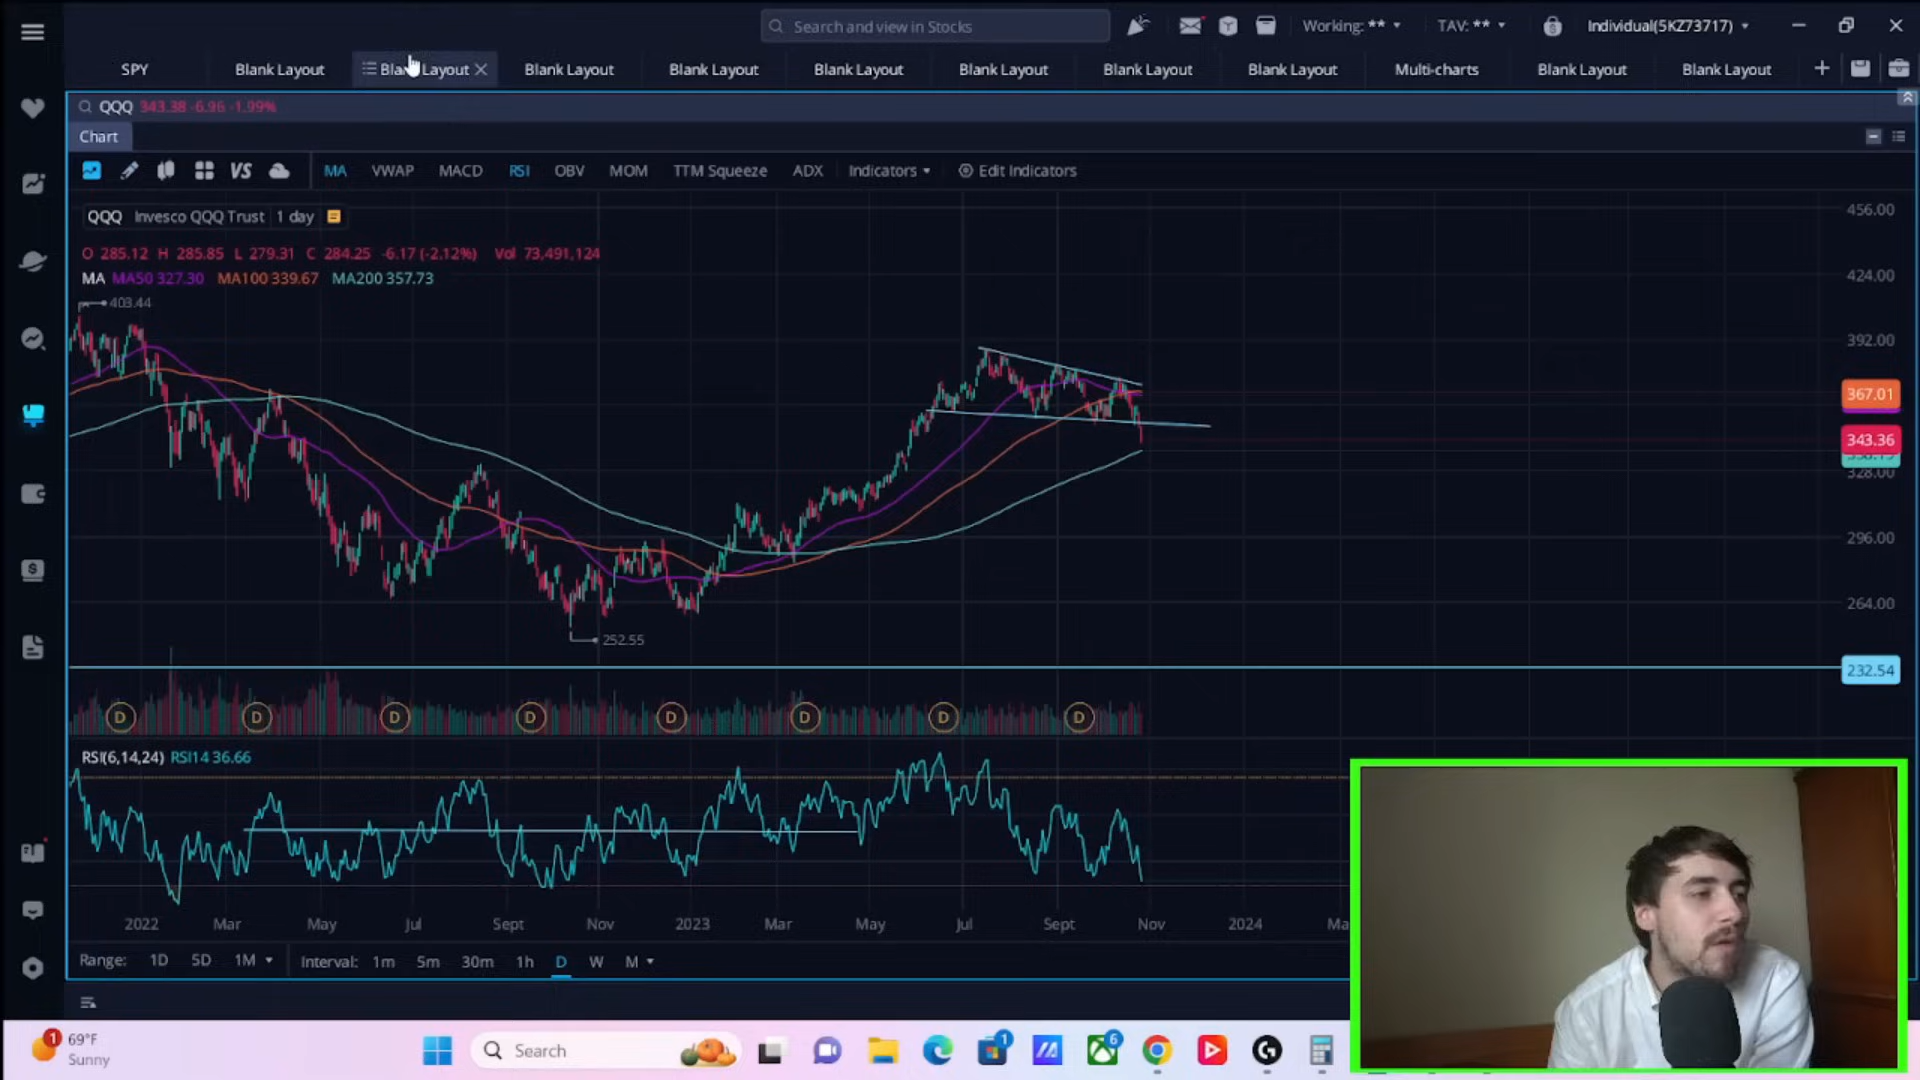 Search and view in Stocks
Working: **
TAV: **
Individual(5KZ73717)
SPY
Blank Layout
Blank Layout
Blank Layout
Blank Layout
Blank Layout
Blank Layout
Blank Layout
Blank Layout
Multi-charts
Blank Layout
Blank Layout
QQQ 343.38 -6.96 -1.99%
Chart
VS
MA VWAP MACD RSI OBV MOM TTM Squeeze ADX Indicators Edit Indicators
QQQ Invesco QQQ Trust 1 day
O 285.12 H 285.85 L 279.31 C 284.25 -6.17 (-2.12%) Vol 73,491,124
MA MA50 327.30 MA100 339.67 MA200 357.73
403.44
252.55
456.00
424.00
392.00
367.01
343.36
328.00
296.00
264.00
232.54
D D D D D D D D
RSI(6,14,24) RSI14 36.66
2022 Mar May Jul Sept Nov 2023 Mar May Jul Sept Nov 2024
Range: 1D 5D 1M Interval: 1m 5m 30m 1h D W M
1
69°F
Sunny
Search
1
6